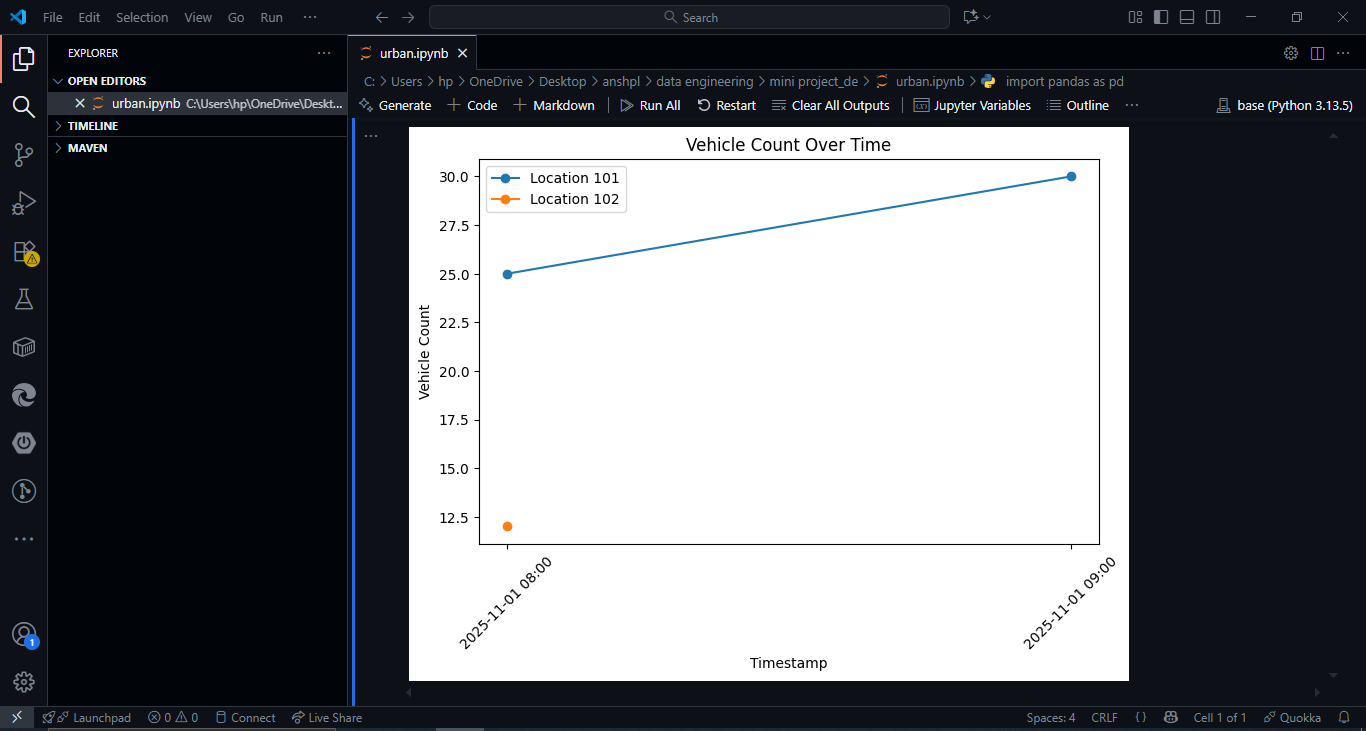 File Edit Selection View Go Run ···
Search
EXPLORER ···
OPEN EDITORS
urban.ipynb C:\Users\hp\OneDrive\Deskt...
TIMELINE
MAVEN
urban.ipynb
C: > Users > hp > OneDrive > Desktop > anshpl > data engineering > mini project_de > urban.ipynb > import pandas as pd
Generate + Code + Markdown Run All Restart Clear All Outputs Jupyter Variables Outline ··· base (Python 3.13.5)
Vehicle Count Over Time
Location 101
Location 102
30.0
27.5
25.0
22.5
20.0
17.5
15.0
12.5
Vehicle Count
2025-11-01 08:00
2025-11-01 09:00
Timestamp
1
Launchpad 0 0 Connect Live Share Spaces: 4 CRLF {} Cell 1 of 1 Quokka